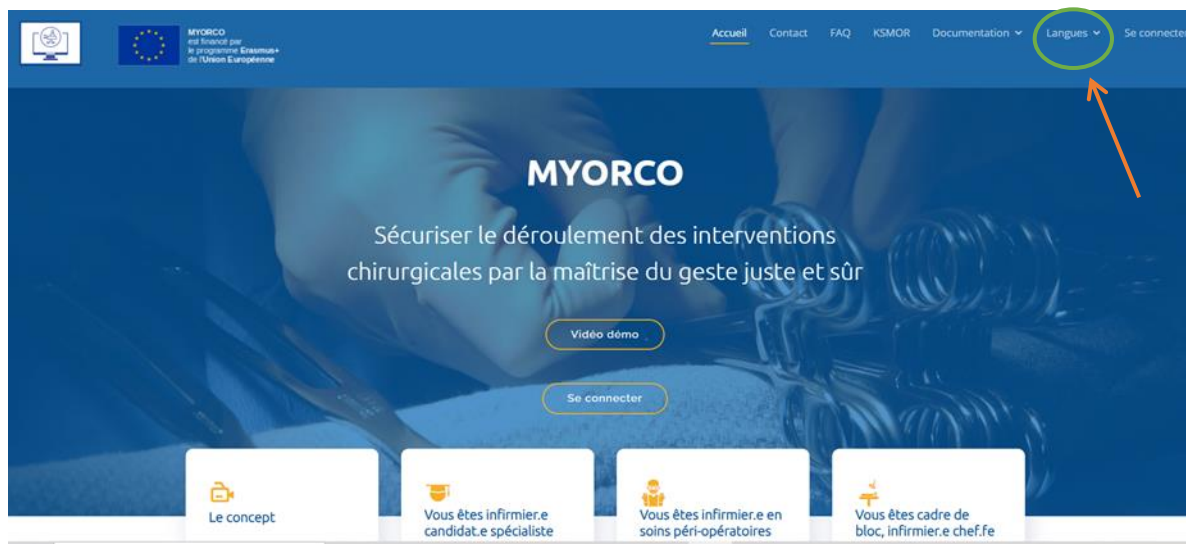 MYORCO
est financé par
le programme Erasmus+
de l'Union Européenne
Accueil Contact FAQ KSMOR Documentation Langues Se connecter
MYORCO
Sécuriser le déroulement des interventions
chirurgicales par la maîtrise du geste juste et sûr
Vidéo démo
Se connecter
Le concept
Vous êtes infirmier.e
candidat.e spécialiste
Vous êtes infirmier.e en
soins péri-opératoires
Vous êtes cadre de
bloc, infirmier.e chef.fe